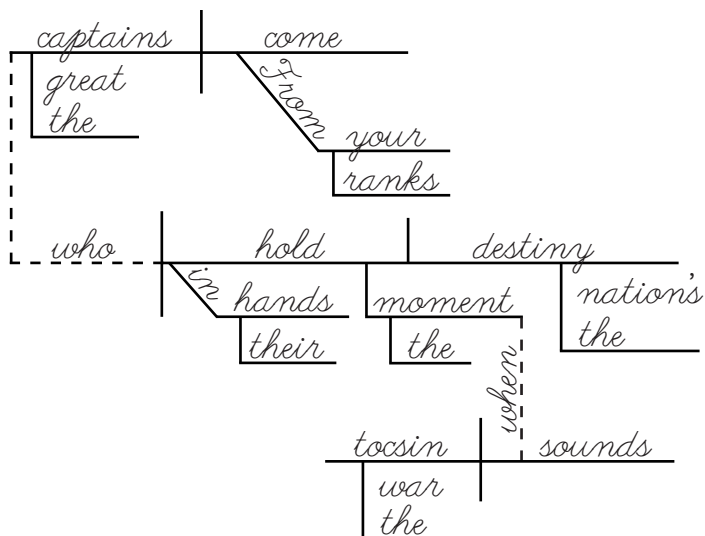 captains come
great
the
From
your
ranks
who hold destiny
in
hands moment nation's
their the the
when
tocsin sounds
war
the